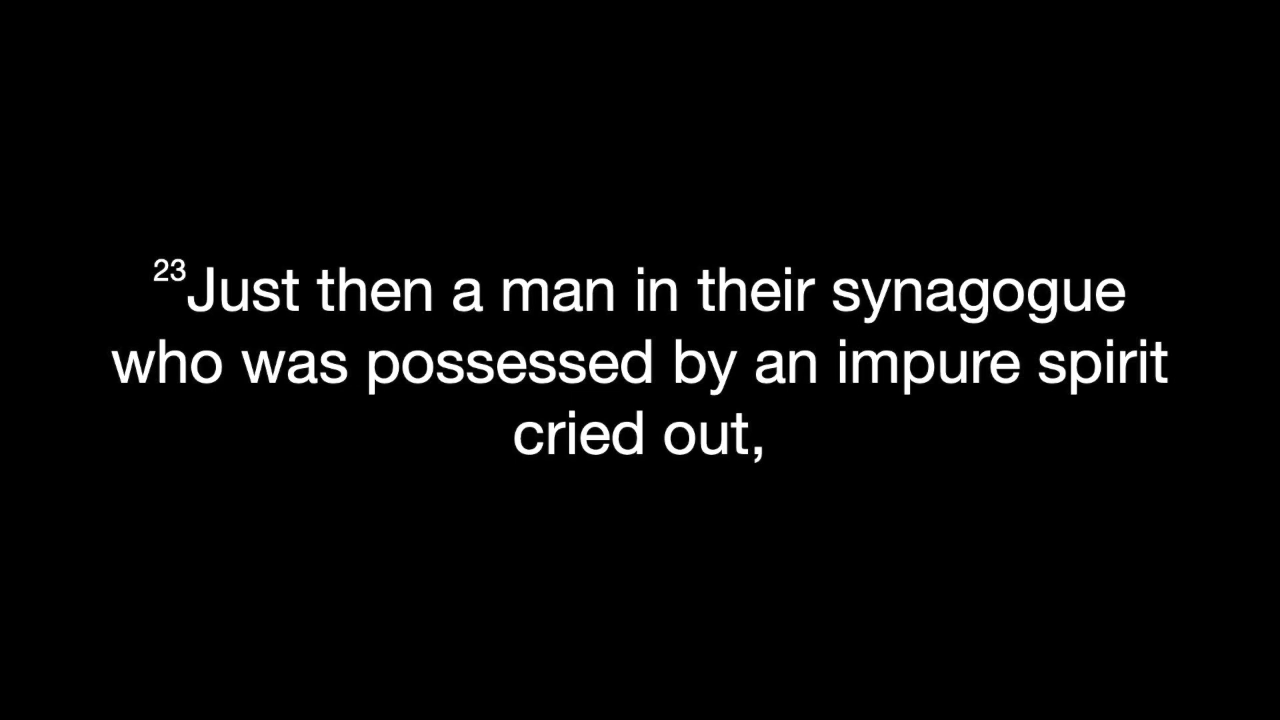 23Just then a man in their synagogue
who was possessed by an impure spirit
cried out,